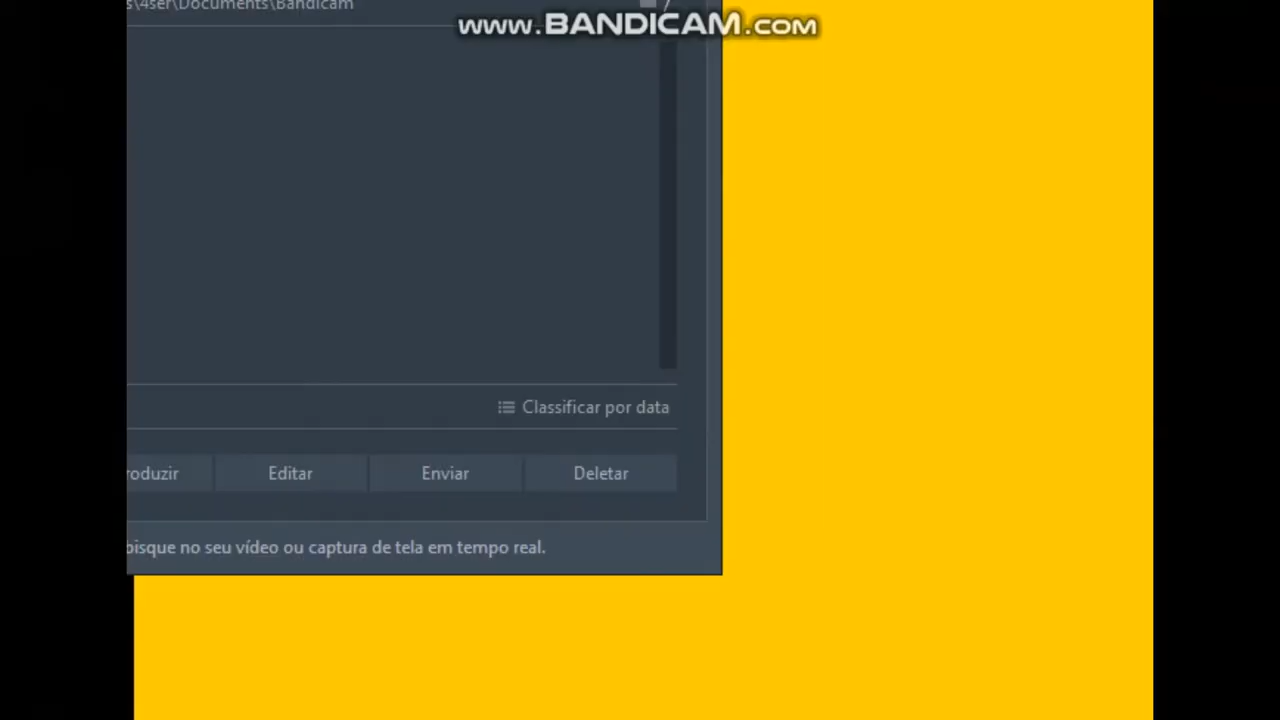 s\4ser\Documents\Bandicam
www.BANDICAM.com
Classificar por data
roduzir
Editar
Enviar
Deletar
bisque no seu vídeo ou captura de tela em tempo real.